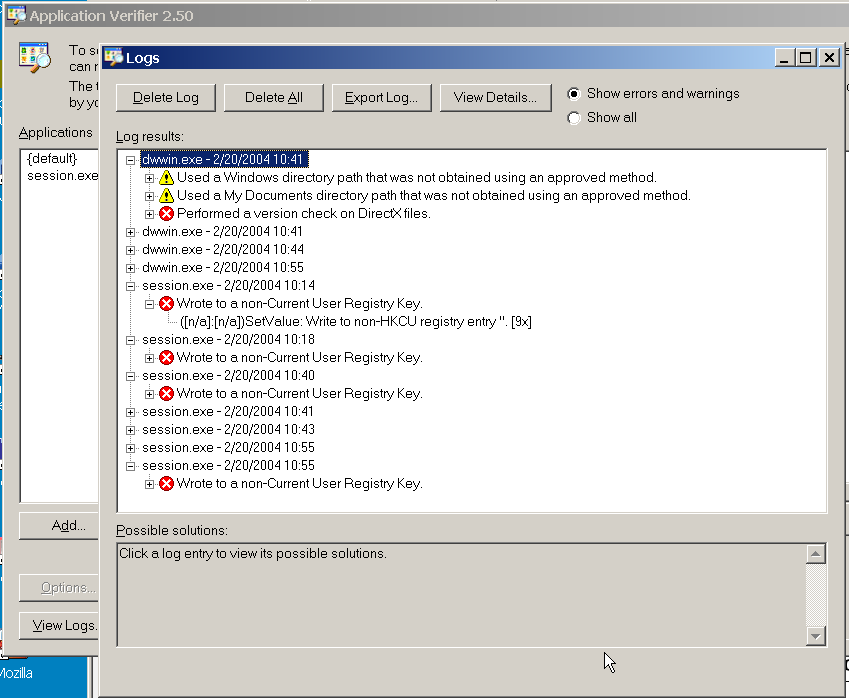 Application Verifier 2.50
To s
can r
The t
by yo
Applications
{default}
session.exe
Add...
Options...
View Logs.
Mozilla
Logs
Delete Log
Delete All
Export Log...
View Details...
Show errors and warnings
Show all
Log results:
dwwin.exe - 2/20/2004 10:41
Used a Windows directory path that was not obtained using an approved method.
Used a My Documents directory path that was not obtained using an approved method.
Performed a version check on DirectX files.
dwwin.exe - 2/20/2004 10:41
dwwin.exe - 2/20/2004 10:44
dwwin.exe - 2/20/2004 10:55
session.exe - 2/20/2004 10:14
Wrote to a non-Current User Registry Key.
([n/a]:[n/a])SetValue: Write to non-HKCU registry entry ''. [9x]
session.exe - 2/20/2004 10:18
Wrote to a non-Current User Registry Key.
session.exe - 2/20/2004 10:40
Wrote to a non-Current User Registry Key.
session.exe - 2/20/2004 10:41
session.exe - 2/20/2004 10:43
session.exe - 2/20/2004 10:55
session.exe - 2/20/2004 10:55
Wrote to a non-Current User Registry Key.
Possible solutions:
Click a log entry to view its possible solutions.